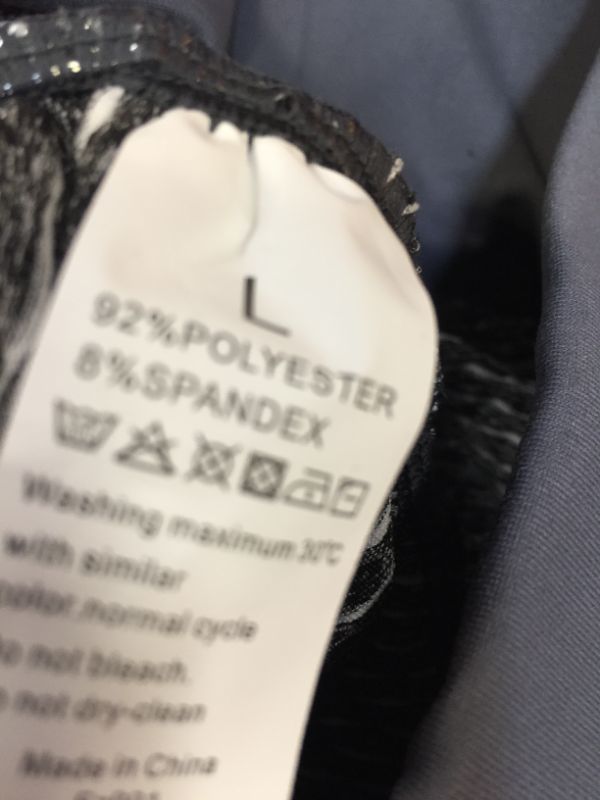 L
92%POLYESTER
8%SPANDEX
Washing maximum 30°C
with similar
color.normal cycle
not bleach.
not dry-clean
Made in China